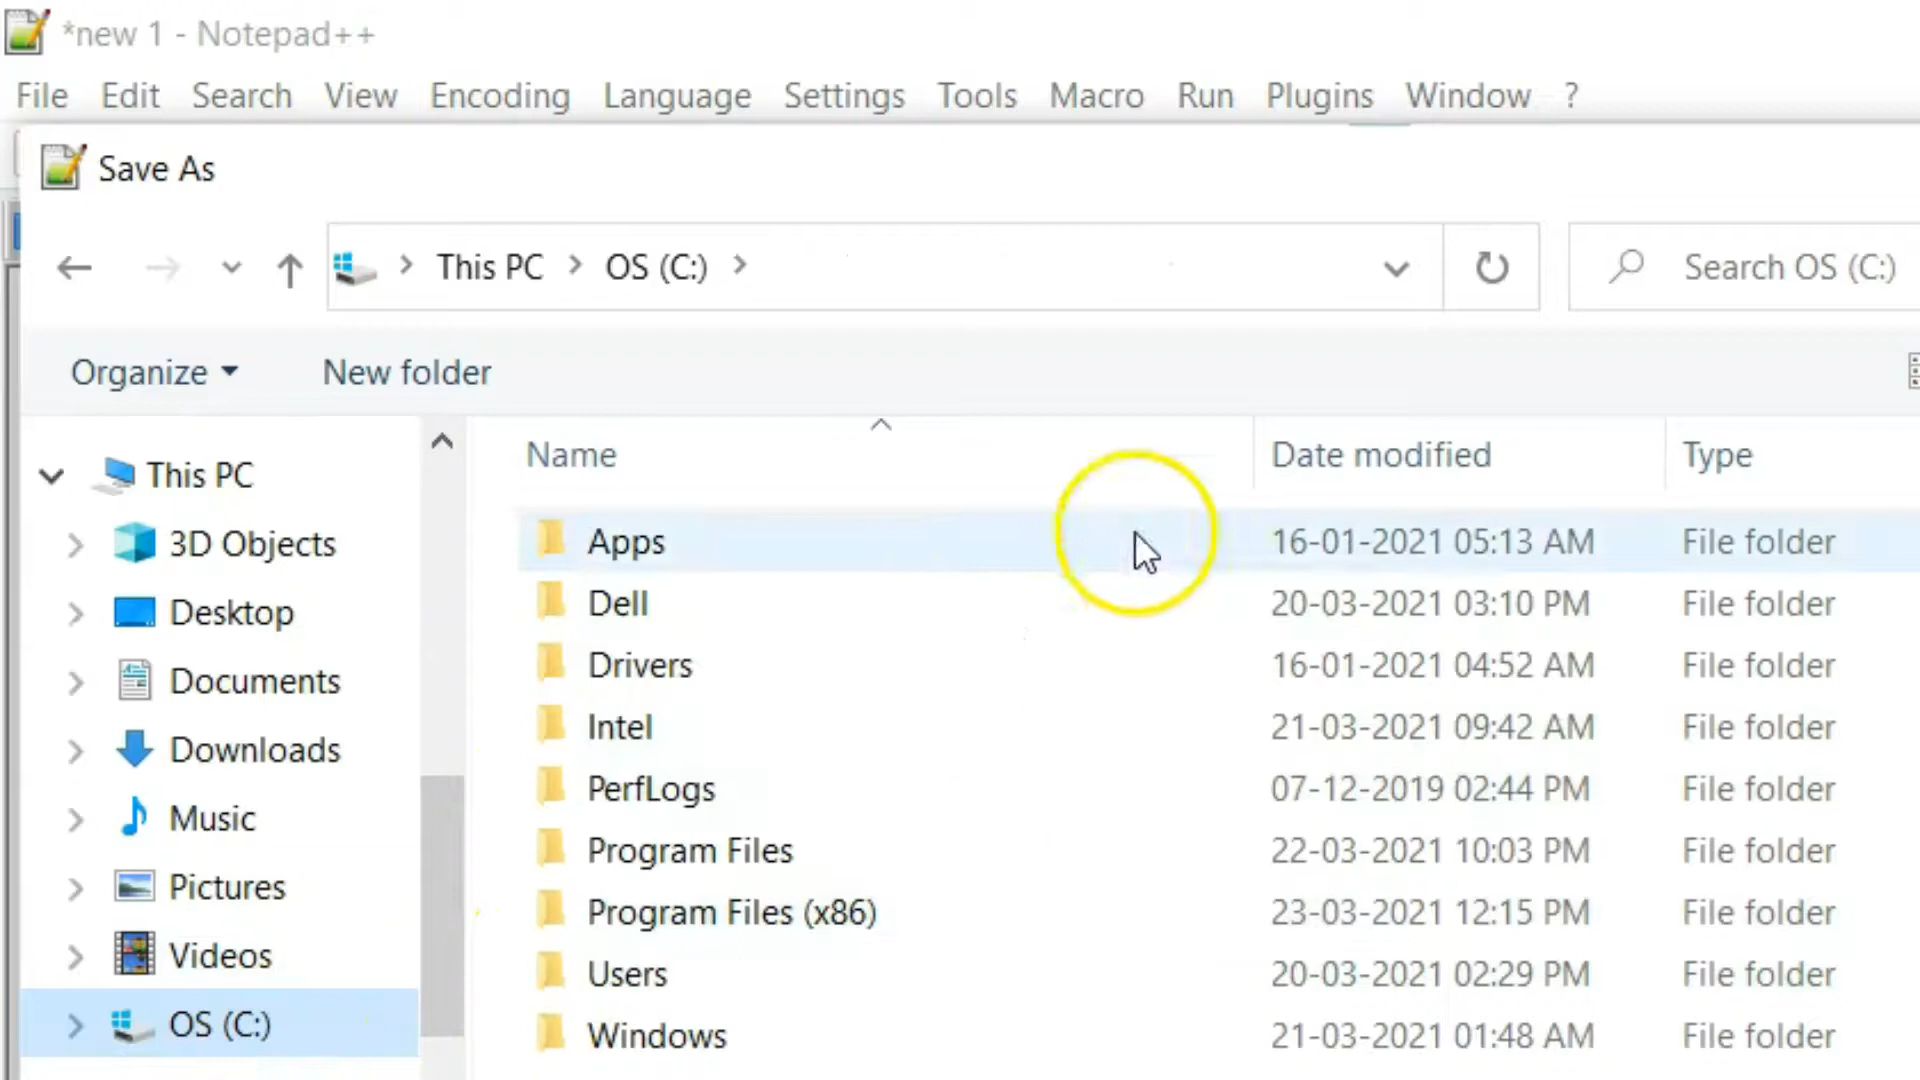 *new 1 - Notepad++
File Edit Search View Encoding Language Settings Tools Macro Run Plugins Window ?
Save As
This PC > OS (C:) >
Search OS (C:)
Organize
New folder
This PC
3D Objects
Desktop
Documents
Downloads
Music
Pictures
Videos
OS (C:)
Name Date modified Type
Apps 16-01-2021 05:13 AM File folder
Dell 20-03-2021 03:10 PM File folder
Drivers 16-01-2021 04:52 AM File folder
Intel 21-03-2021 09:42 AM File folder
PerfLogs 07-12-2019 02:44 PM File folder
Program Files 22-03-2021 10:03 PM File folder
Program Files (x86) 23-03-2021 12:15 PM File folder
Users 20-03-2021 02:29 PM File folder
Windows 21-03-2021 01:48 AM File folder